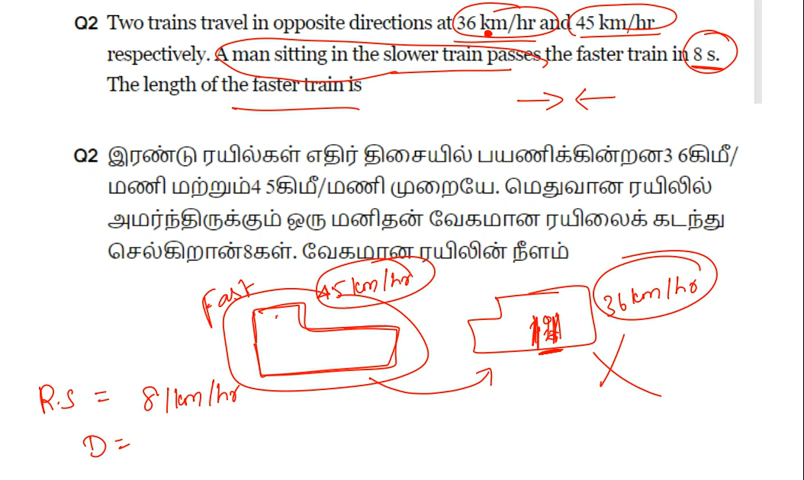 Q2 Two trains travel in opposite directions at 36 km/hr and 45 km/hr
respectively. A man sitting in the slower train passes the faster train in 8 s.
The length of the faster train is
Q2 இரண்டு ரயில்கள் எதிர் திசையில் பயணிக்கின்றன3 6கிமீ/
மணி மற்றும்4 5கிமீ/மணி முறையே. மெதுவான ரயிலில்
அமர்ந்திருக்கும் ஒரு மனிதன் வேகமான ரயிலைக் கடந்து
செல்கிறான்8கள். வேகமான ரயிலின் நீளம்
Fast 45 km/hr
36 km/hr
R.S = 81km/hr
D =